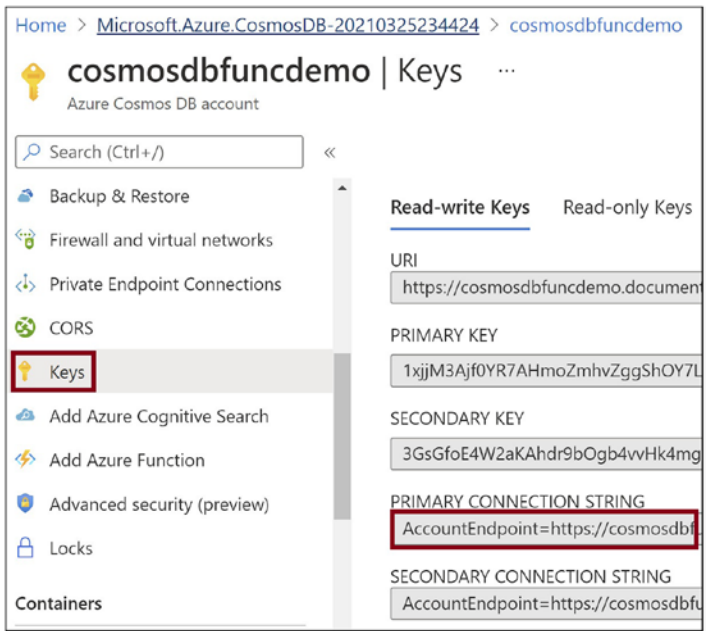 Home > Microsoft.Azure.CosmosDB-20210325234424 > cosmosdbfuncdemo
cosmosdbfuncdemo | Keys ...
Azure Cosmos DB account
Search (Ctrl+/) «
Backup & Restore
Firewall and virtual networks
Private Endpoint Connections
CORS
Keys
Add Azure Cognitive Search
Add Azure Function
Advanced security (preview)
Locks
Containers
Read-write Keys Read-only Keys
URI
https://cosmosdbfuncdemo.document
PRIMARY KEY
1xjjM3Ajf0YR7AHmoZmhvZggShOY7L
SECONDARY KEY
3GsGfoE4W2aKAhdr9bOgb4vvHk4mg
PRIMARY CONNECTION STRING
AccountEndpoint=https://cosmosdbf
SECONDARY CONNECTION STRING
AccountEndpoint=https://cosmosdbfu